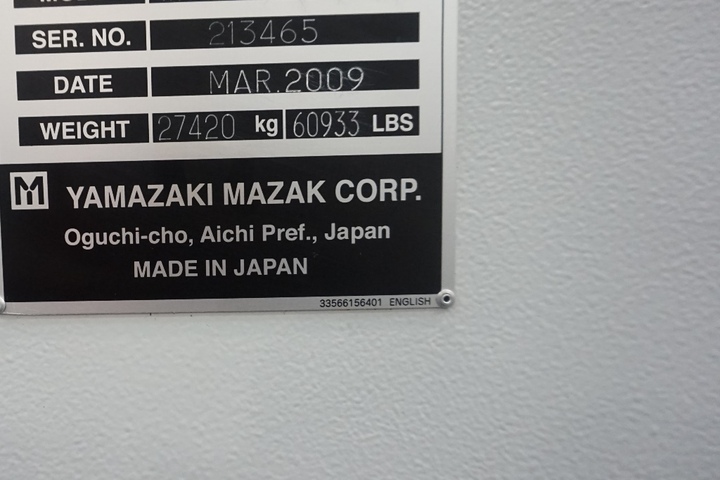 SER. NO. 213465
DATE MAR.2009
WEIGHT 27420 kg 60933 LBS
YAMAZAKI MAZAK CORP.
Oguchi-cho, Aichi Pref., Japan
MADE IN JAPAN
33566156401 ENGLISH